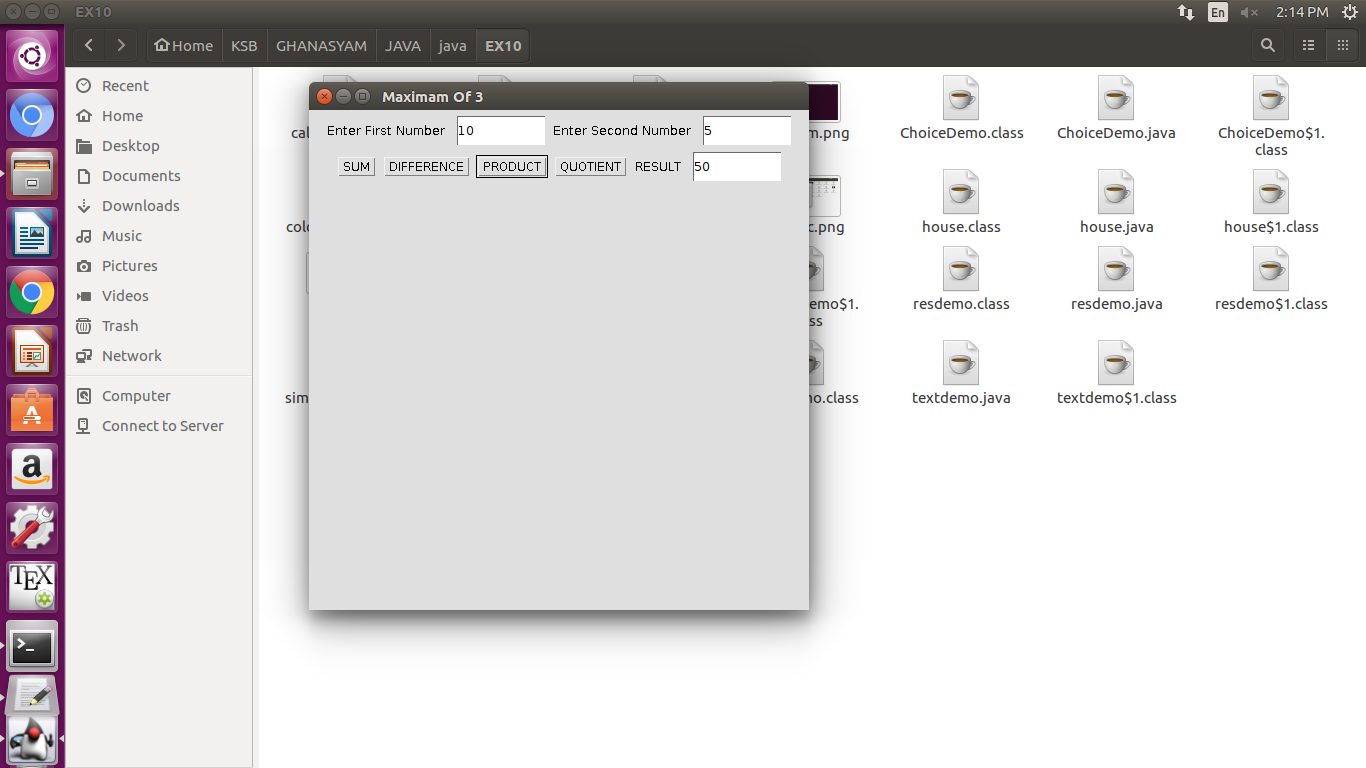 EX10
En
2:14 PM
Home KSB GHANASYAM JAVA java EX10
Recent
Home
Desktop
Documents
Downloads
Music
Pictures
Videos
Trash
Network
Computer
Connect to Server
Maximam Of 3
Enter First Number 10 Enter Second Number 5
SUM DIFFERENCE PRODUCT QUOTIENT RESULT 50
cal
m.png
ChoiceDemo.class
ChoiceDemo.java
ChoiceDemo$1.
class
colo
c.png
house.class
house.java
house$1.class
emo$1.
ss
resdemo.class
resdemo.java
resdemo$1.class
sim
no.class
textdemo.java
textdemo$1.class
a
TEX
>_